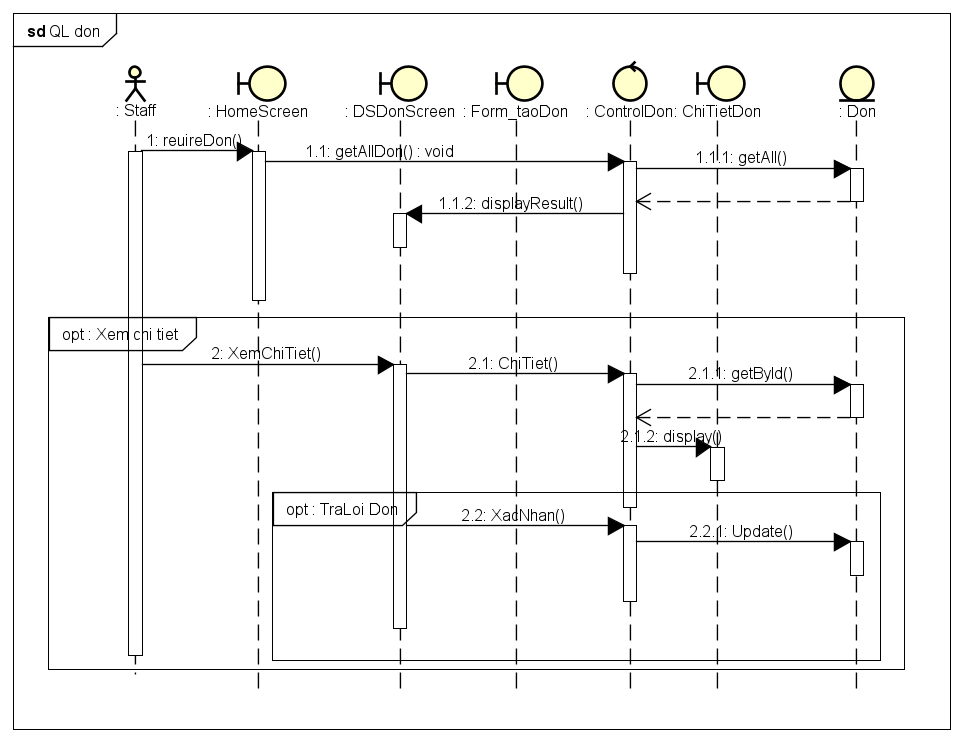 sd QL don
: Staff
: HomeScreen
: DSDonScreen
: Form_taoDon
: ControlDon
: ChiTietDon
: Don
1: reuireDon()
1.1: getAllDon() : void
1.1.1: getAll()
1.1.2: displayResult()
opt : Xem chi tiet
2: XemChiTiet()
2.1: ChiTiet()
2.1.1: getById()
2.1.2: display()
opt : TraLoi Don
2.2: XacNhan()
2.2.1: Update()